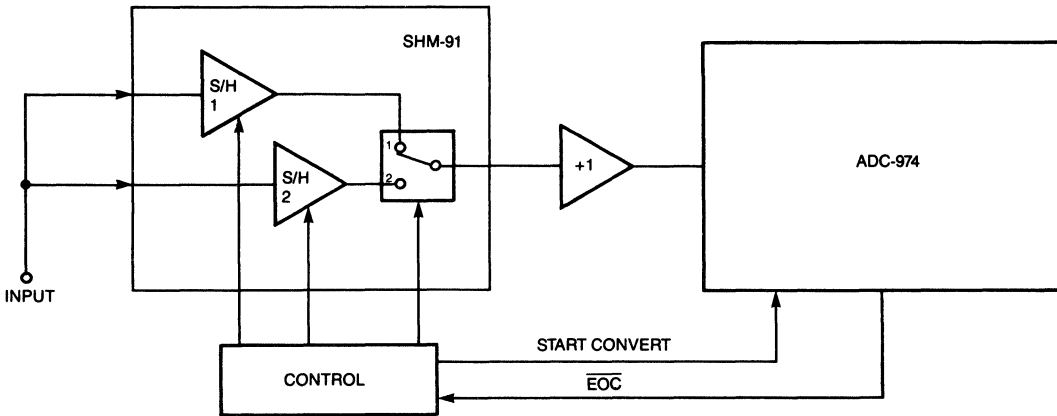 SHM-91
S/H
1
S/H
2
1
2
+1
ADC-974
INPUT
CONTROL
START CONVERT
EOC